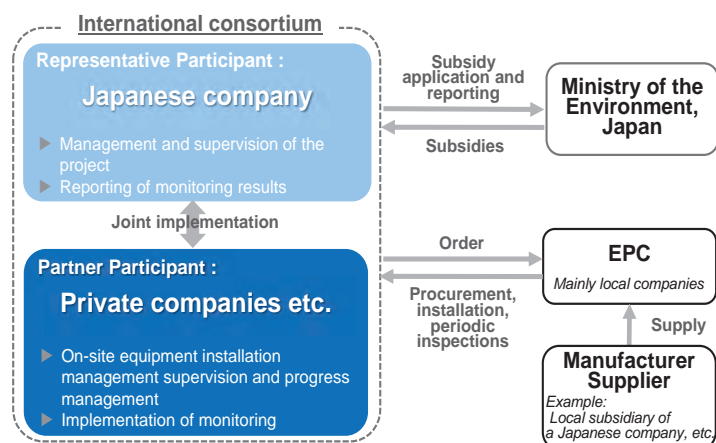 International consortium
Representative Participant :
Japanese company
▶ Management and supervision of the
project
▶ Reporting of monitoring results
Joint implementation
Partner Participant :
Private companies etc.
▶ On-site equipment installation
management supervision and progress
management
▶ Implementation of monitoring
Subsidy
application and
reporting
Subsidies
Ministry of the
Environment,
Japan
Order
Procurement,
installation,
periodic
inspections
EPC
Mainly local companies
Supply
Manufacturer
Supplier
Example:
Local subsidiary of
a Japanese company, etc,